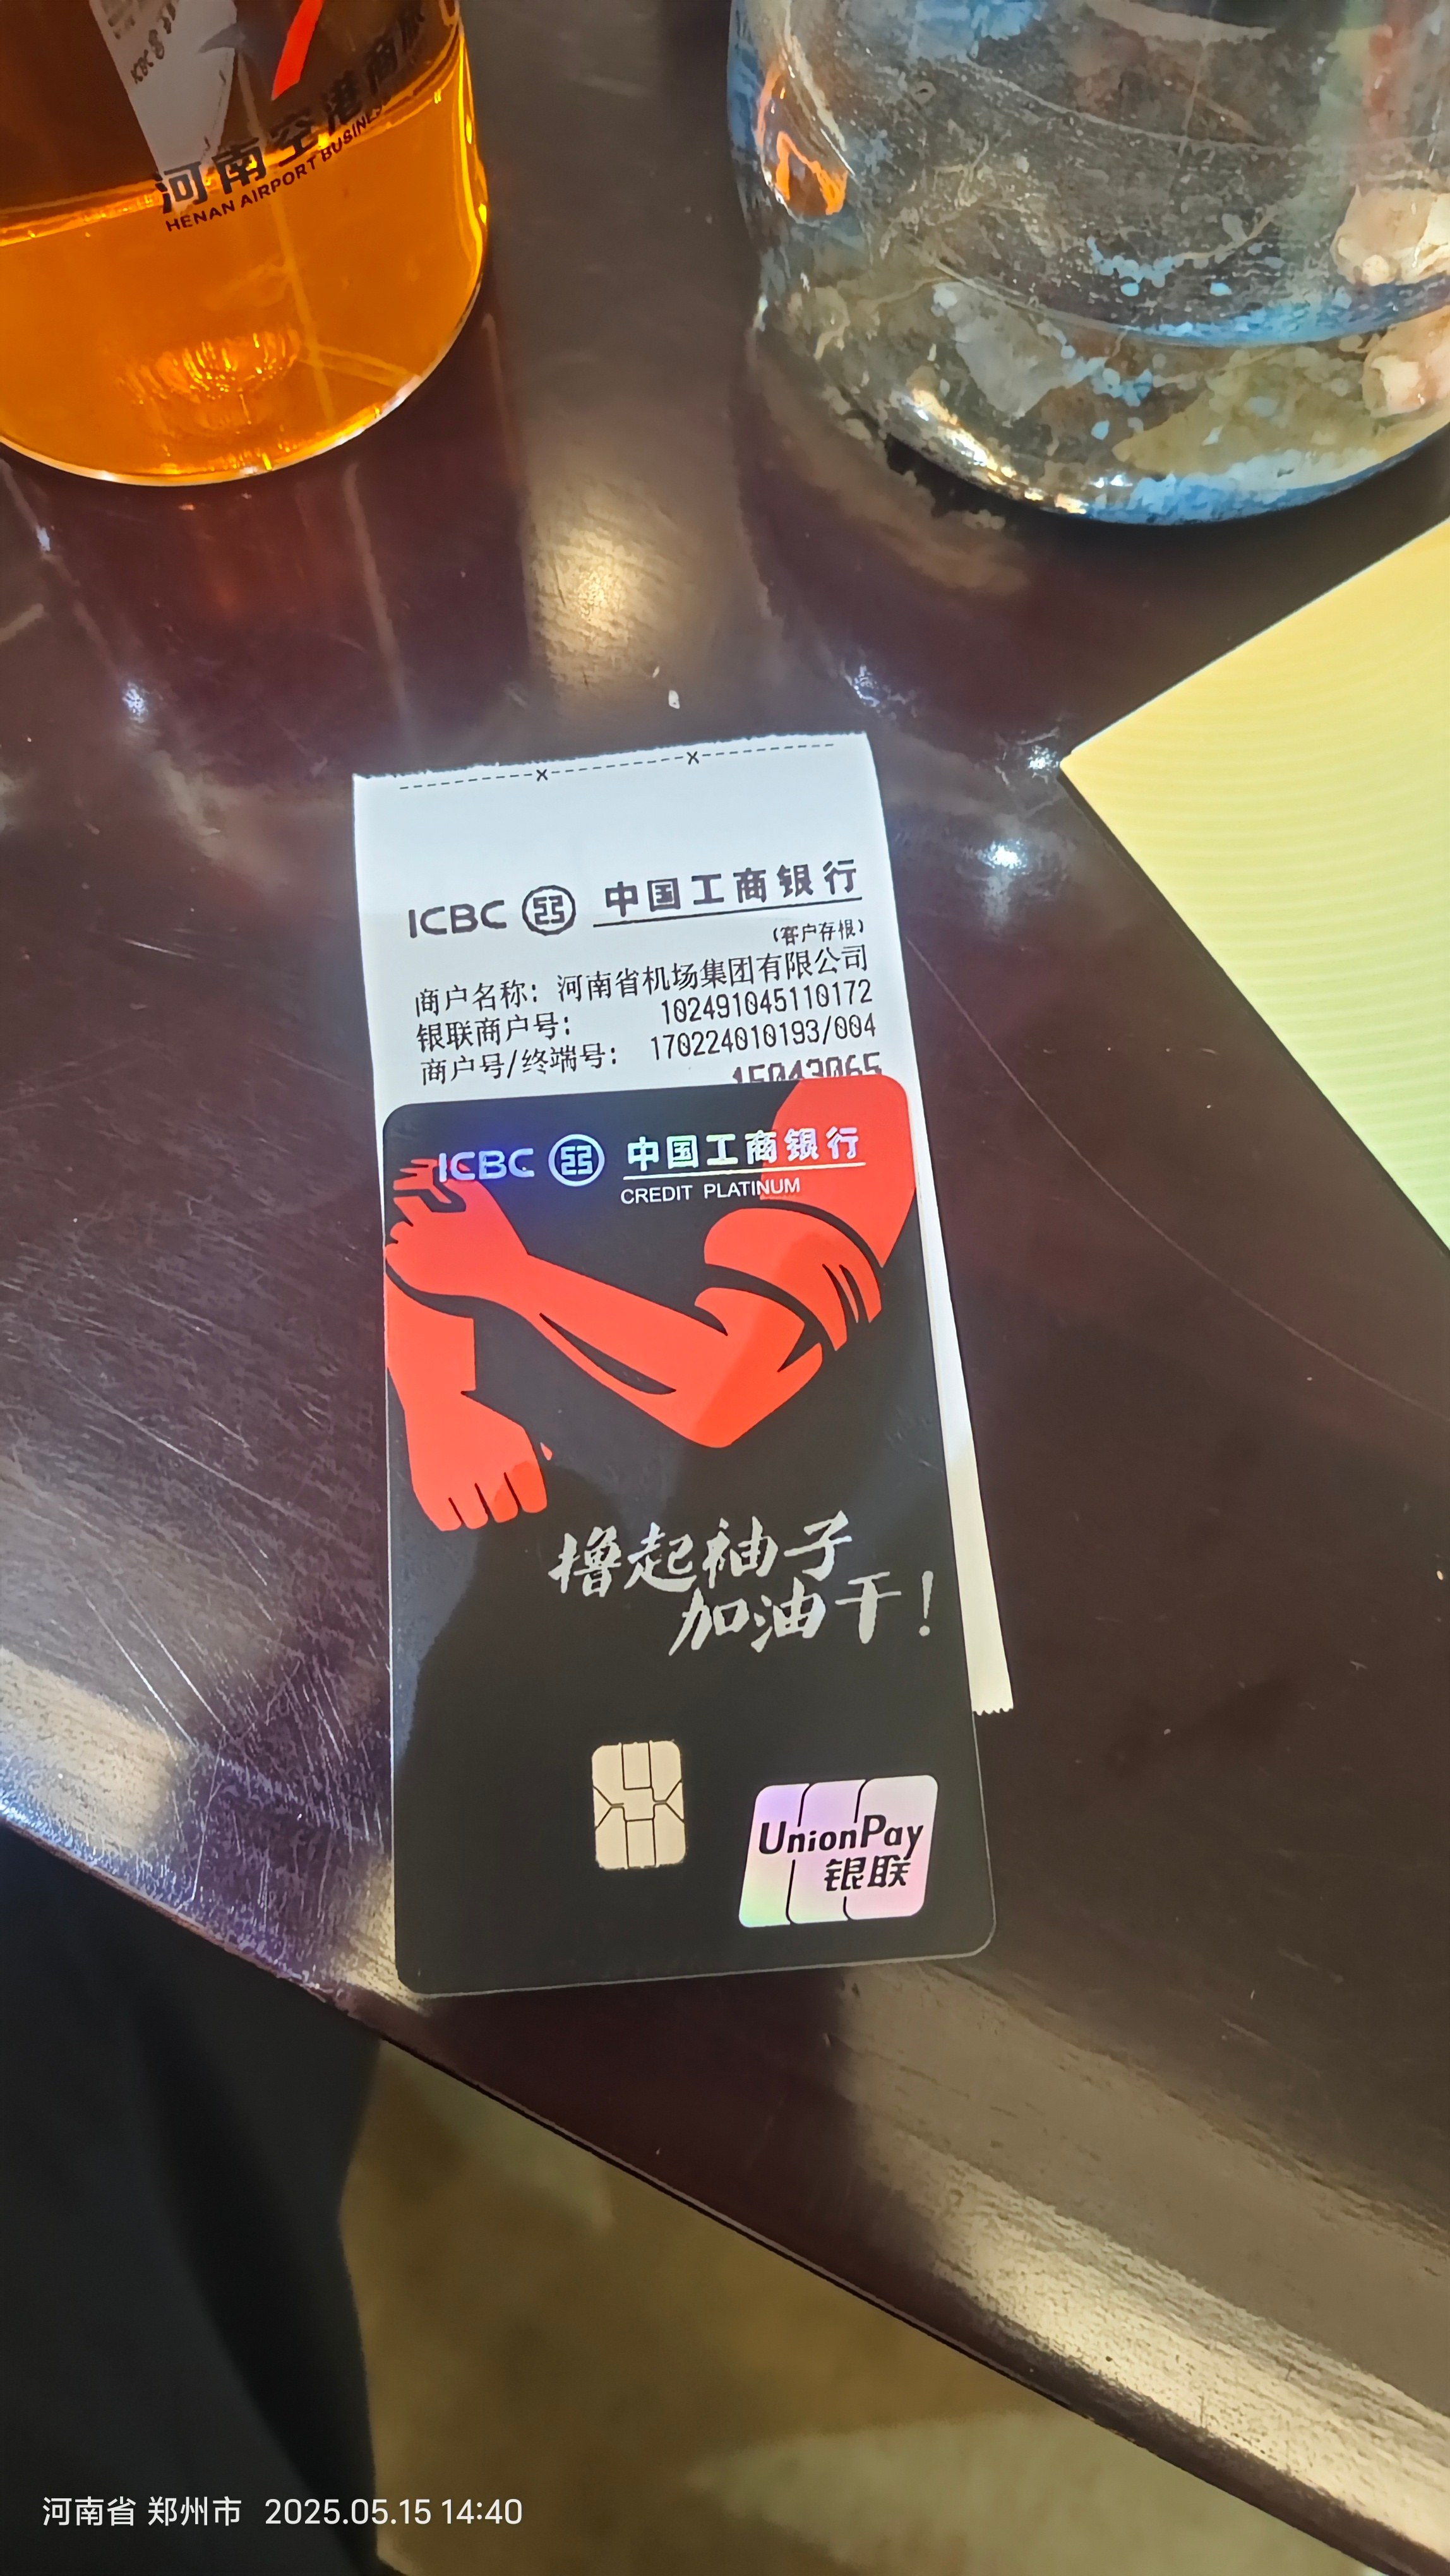 河南空港商旅
HENAN AIRPORT BUSINE
ICBC 中国工商银行
(客户存根)
商户名称: 河南省机场集团有限公司
银联商户号: 102491045110172
商户号/终端号: 170224010193/004
15043065
ICBC 中国工商银行
CREDIT PLATINUM
撸起袖子
加油干!
UnionPay
银联
河南省 郑州市 2025.05.15 14:40